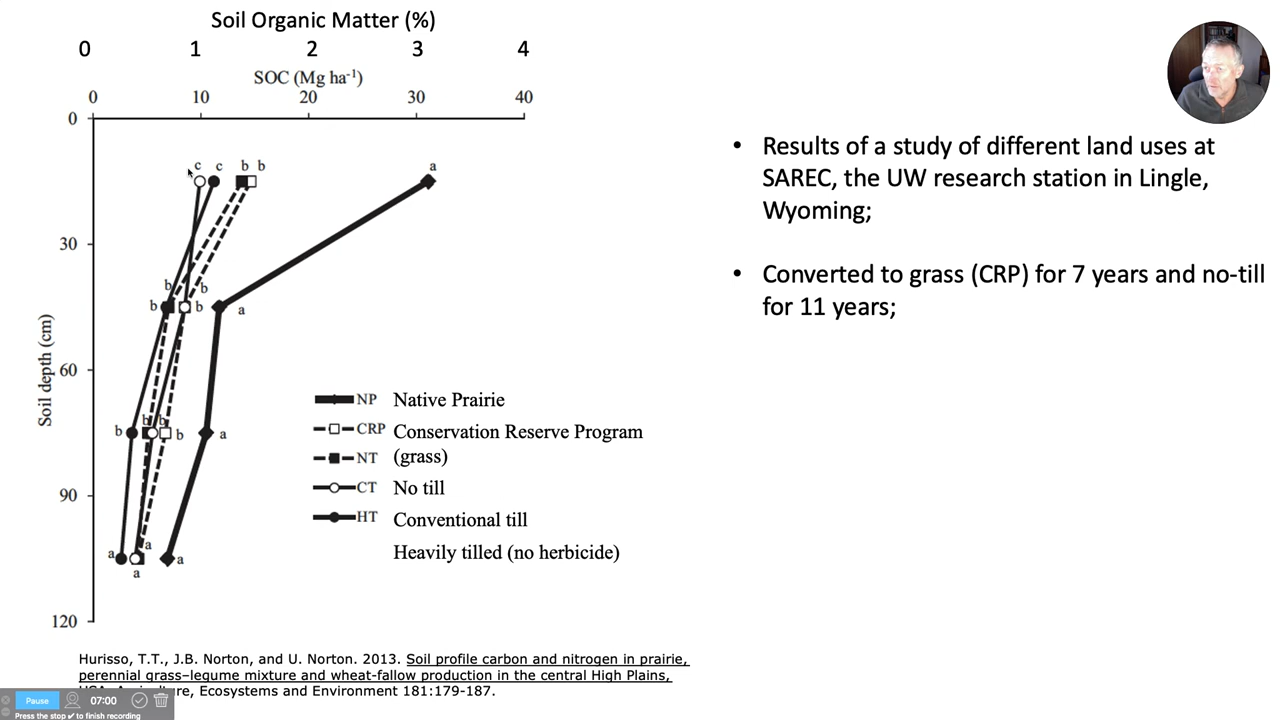 Soil Organic Matter (%)
0 1 2 3 4
SOC (Mg ha⁻¹)
0 10 20 30 40
0
c c b b a
30
b b
b b a
Soil depth (cm)
60
b b
b b a
90
a
a a
a
120
NP Native Prairie
CRP Conservation Reserve Program
NT (grass)
CT No till
HT Conventional till
Heavily tilled (no herbicide)
Hurisso, T.T., J.B. Norton, and U. Norton. 2013. Soil profile carbon and nitrogen in prairie,
perennial grass–legume mixture and wheat-fallow production in the central High Plains,
Ecosystems and Environment 181:179-187.
• Results of a study of different land uses at
SAREC, the UW research station in Lingle,
Wyoming;
• Converted to grass (CRP) for 7 years and no-till
for 11 years;
Pause 07:00
Press the stop ✔ to finish recording